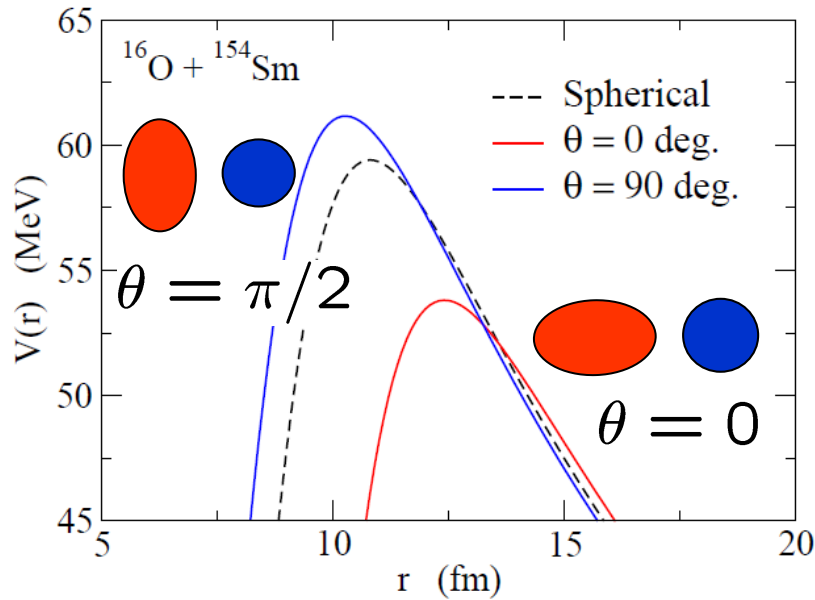 65
60
55
50
45
V(r) (MeV)
¹⁶O + ¹⁵⁴Sm
Spherical
θ = 0 deg.
θ = 90 deg.
θ = π/2
θ = 0
5
10
15
20
r (fm)